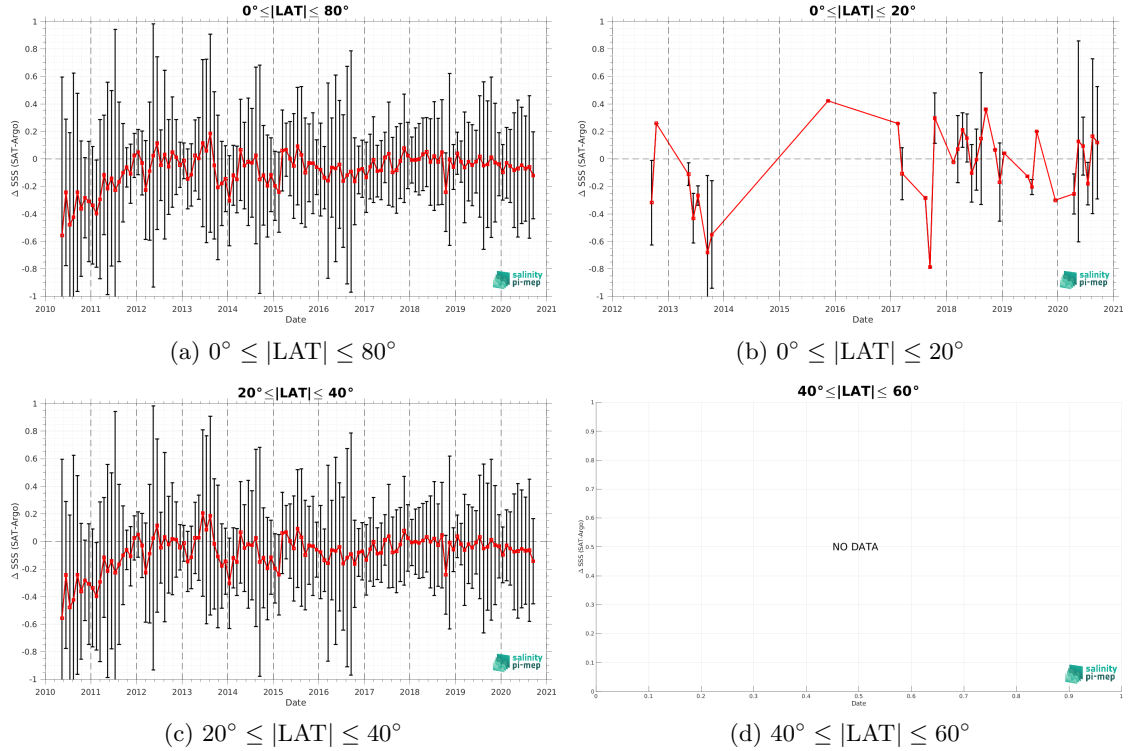 0°≤|LAT|≤ 80°
1
0.8
0.6
0.4
0.2
0
-0.2
-0.4
-0.6
-0.8
-1
Δ SSS (SAT-Argo)
2010 2011 2012 2013 2014 2015 2016 2017 2018 2019 2020 2021
Date
salinity
pi-mep
(a) 0° ≤ |LAT| ≤ 80°
0°≤|LAT|≤ 20°
1
0.8
0.6
0.4
0.2
0
-0.2
-0.4
-0.6
-0.8
-1
Δ SSS (SAT-Argo)
2012 2013 2014 2015 2016 2017 2018 2019 2020 2021
Date
salinity
pi-mep
(b) 0° ≤ |LAT| ≤ 20°
20°≤|LAT|≤ 40°
1
0.8
0.6
0.4
0.2
0
-0.2
-0.4
-0.6
-0.8
-1
Δ SSS (SAT-Argo)
2010 2011 2012 2013 2014 2015 2016 2017 2018 2019 2020 2021
Date
salinity
pi-mep
(c) 20° ≤ |LAT| ≤ 40°
40°≤|LAT|≤ 60°
1
0.9
0.8
0.7
0.6
0.5
0.4
0.3
0.2
0.1
0
Δ SSS (SAT-Argo)
NO DATA
0 0.1 0.2 0.3 0.4 0.5 0.6 0.7 0.8 0.9 1
Date
salinity
pi-mep
(d) 40° ≤ |LAT| ≤ 60°